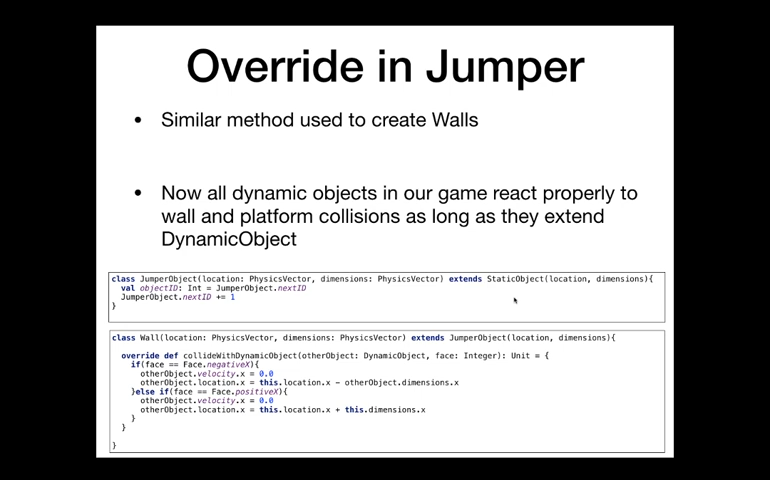 Override in Jumper
• Similar method used to create Walls
• Now all dynamic objects in our game react properly to
wall and platform collisions as long as they extend
DynamicObject
class JumperObject(location: PhysicsVector, dimensions: PhysicsVector) extends StaticObject(location, dimensions){
  val objectID: Int = JumperObject.nextID
  JumperObject.nextID += 1
}
class Wall(location: PhysicsVector, dimensions: PhysicsVector) extends JumperObject(location, dimensions){
  override def collideWithDynamicObject(otherObject: DynamicObject, face: Integer): Unit = {
    if(face == Face.negativeX){
      otherObject.velocity.x = 0.0
      otherObject.location.x = this.location.x - otherObject.dimensions.x
    }else if(face == Face.positiveX){
      otherObject.velocity.x = 0.0
      otherObject.location.x = this.location.x + this.dimensions.x
    }
  }
}